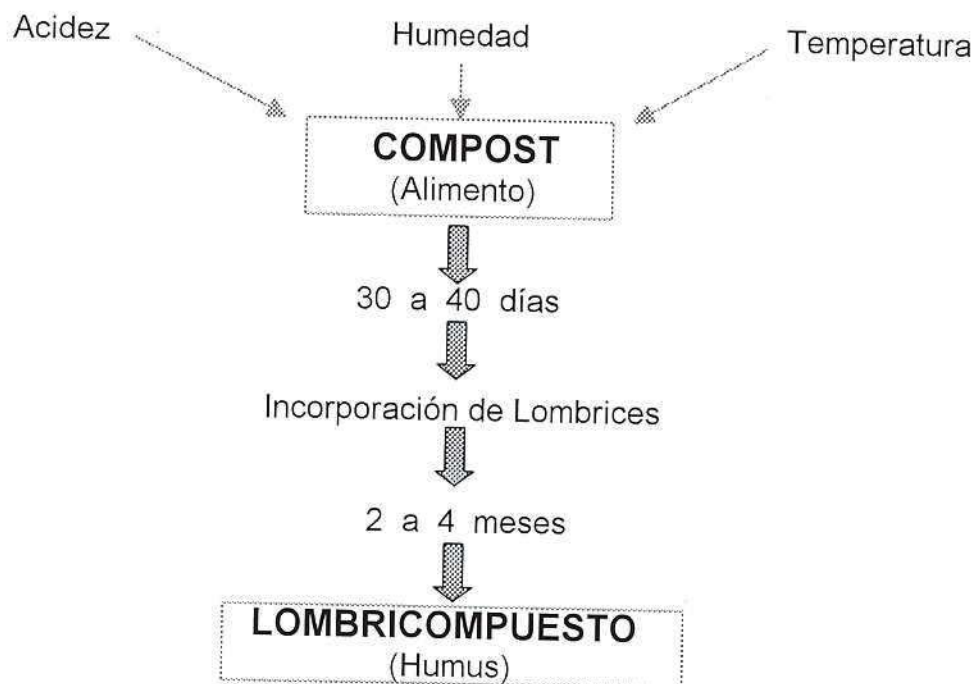 Acidez
Humedad
Temperatura
COMPOST
(Alimento)
30 a 40 días
Incorporación de Lombrices
2 a 4 meses
LOMBRICOMPUESTO
(Humus)